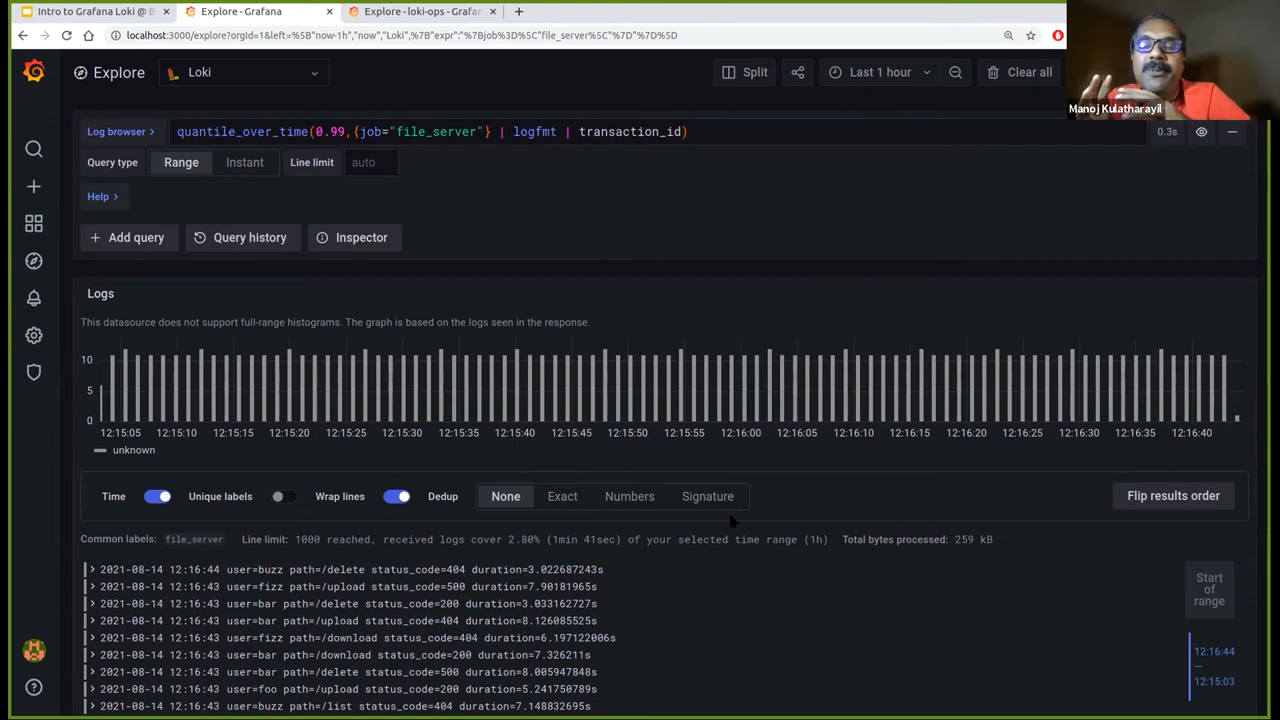 Intro to Grafana Loki @ B
Explore - Grafana
Explore - loki-ops - Grafan
localhost:3000/explore?orgId=1&left=%5B"now-1h","now","Loki",%7B"expr":"%7Bjob%3D%5C"file_server%5C"%7D"%7D%5D
Explore
Loki
Split
Last 1 hour
Clear all
Manoj Kulatharayil
Log browser
quantile_over_time(0.99,{job="file_server"} | logfmt | transaction_id)
0.3s
Query type
Range
Instant
Line limit
auto
Help
Add query
Query history
Inspector
Logs
This datasource does not support full-range histograms. The graph is based on the logs seen in the response.
10
5
0
12:15:05 12:15:10 12:15:15 12:15:20 12:15:25 12:15:30 12:15:35 12:15:40 12:15:45 12:15:50 12:15:55 12:16:00 12:16:05 12:16:10 12:16:15 12:16:20 12:16:25 12:16:30 12:16:35 12:16:40
unknown
Time
Unique labels
Wrap lines
Dedup
None
Exact
Numbers
Signature
Flip results order
Common labels: file_server Line limit: 1000 reached, received logs cover 2.80% (1min 41sec) of your selected time range (1h) Total bytes processed: 259 kB
2021-08-14 12:16:44 user=buzz path=/delete status_code=404 duration=3.022687243s
2021-08-14 12:16:43 user=fizz path=/upload status_code=500 duration=7.90181965s
2021-08-14 12:16:43 user=bar path=/delete status_code=200 duration=3.033162727s
2021-08-14 12:16:43 user=bar path=/upload status_code=404 duration=8.126085525s
2021-08-14 12:16:43 user=fizz path=/download status_code=404 duration=6.197122006s
2021-08-14 12:16:43 user=bar path=/download status_code=200 duration=7.326211s
2021-08-14 12:16:43 user=bar path=/delete status_code=500 duration=8.005947848s
2021-08-14 12:16:43 user=foo path=/upload status_code=200 duration=5.241750789s
2021-08-14 12:16:43 user=buzz path=/list status_code=404 duration=7.148832695s
Start
of
range
12:16:44
—
12:15:03